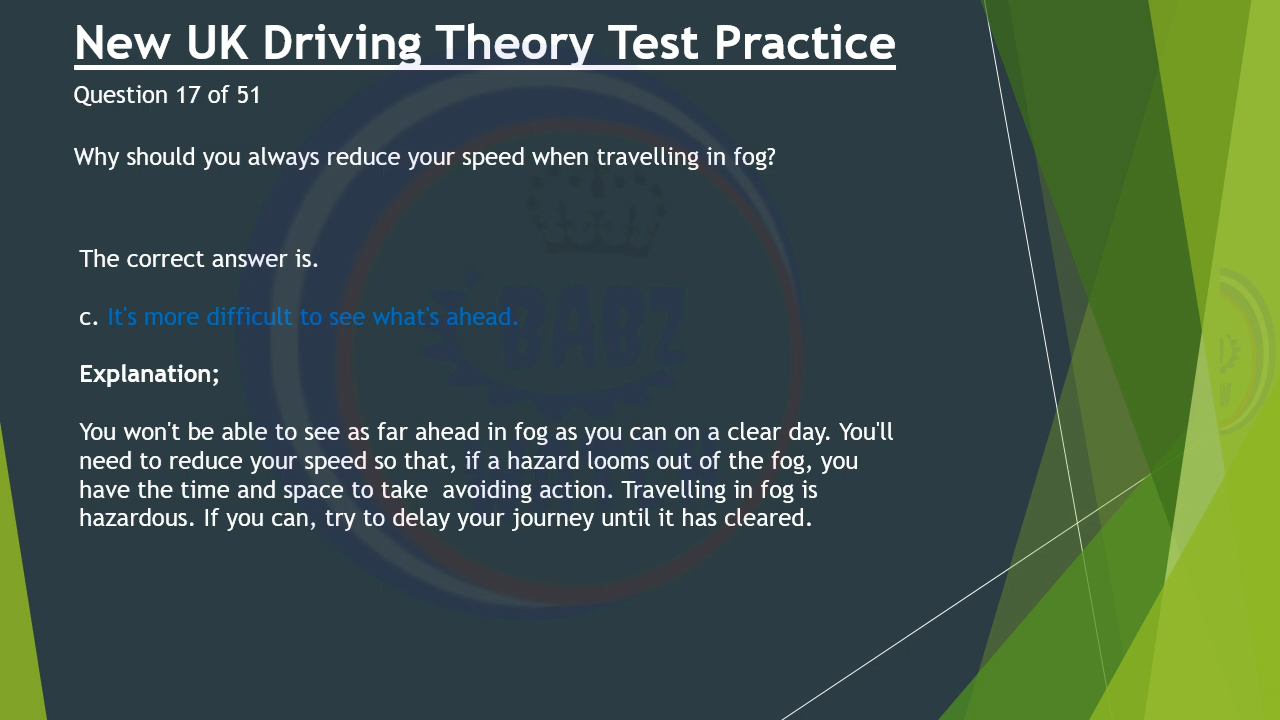 New UK Driving Theory Test Practice
Question 17 of 51
Why should you always reduce your speed when travelling in fog?
The correct answer is.
c. It's more difficult to see what's ahead.
Explanation;
You won't be able to see as far ahead in fog as you can on a clear day. You'll
need to reduce your speed so that, if a hazard looms out of the fog, you
have the time and space to take  avoiding action. Travelling in fog is
hazardous. If you can, try to delay your journey until it has cleared.
BABZ